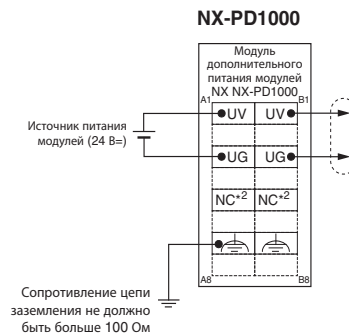 NX-PD1000
Модуль
дополнительного
питания модулей
NX NX-PD1000
A1
B1
UV
UV
Источник питания
модулей (24 В=)
UG
UG
NC*2
NC*2
A8
B8
Сопротивление цепи
заземления не должно
быть больше 100 Ом